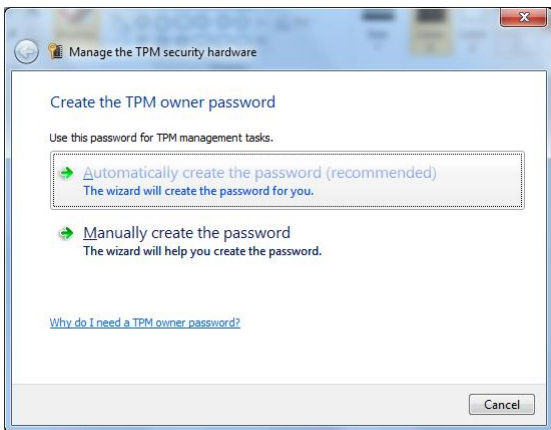 Manage the TPM security hardware
Create the TPM owner password
Use this password for TPM management tasks.
Automatically create the password (recommended)
The wizard will create the password for you.
Manually create the password
The wizard will help you create the password.
Why do I need a TPM owner password?
Cancel